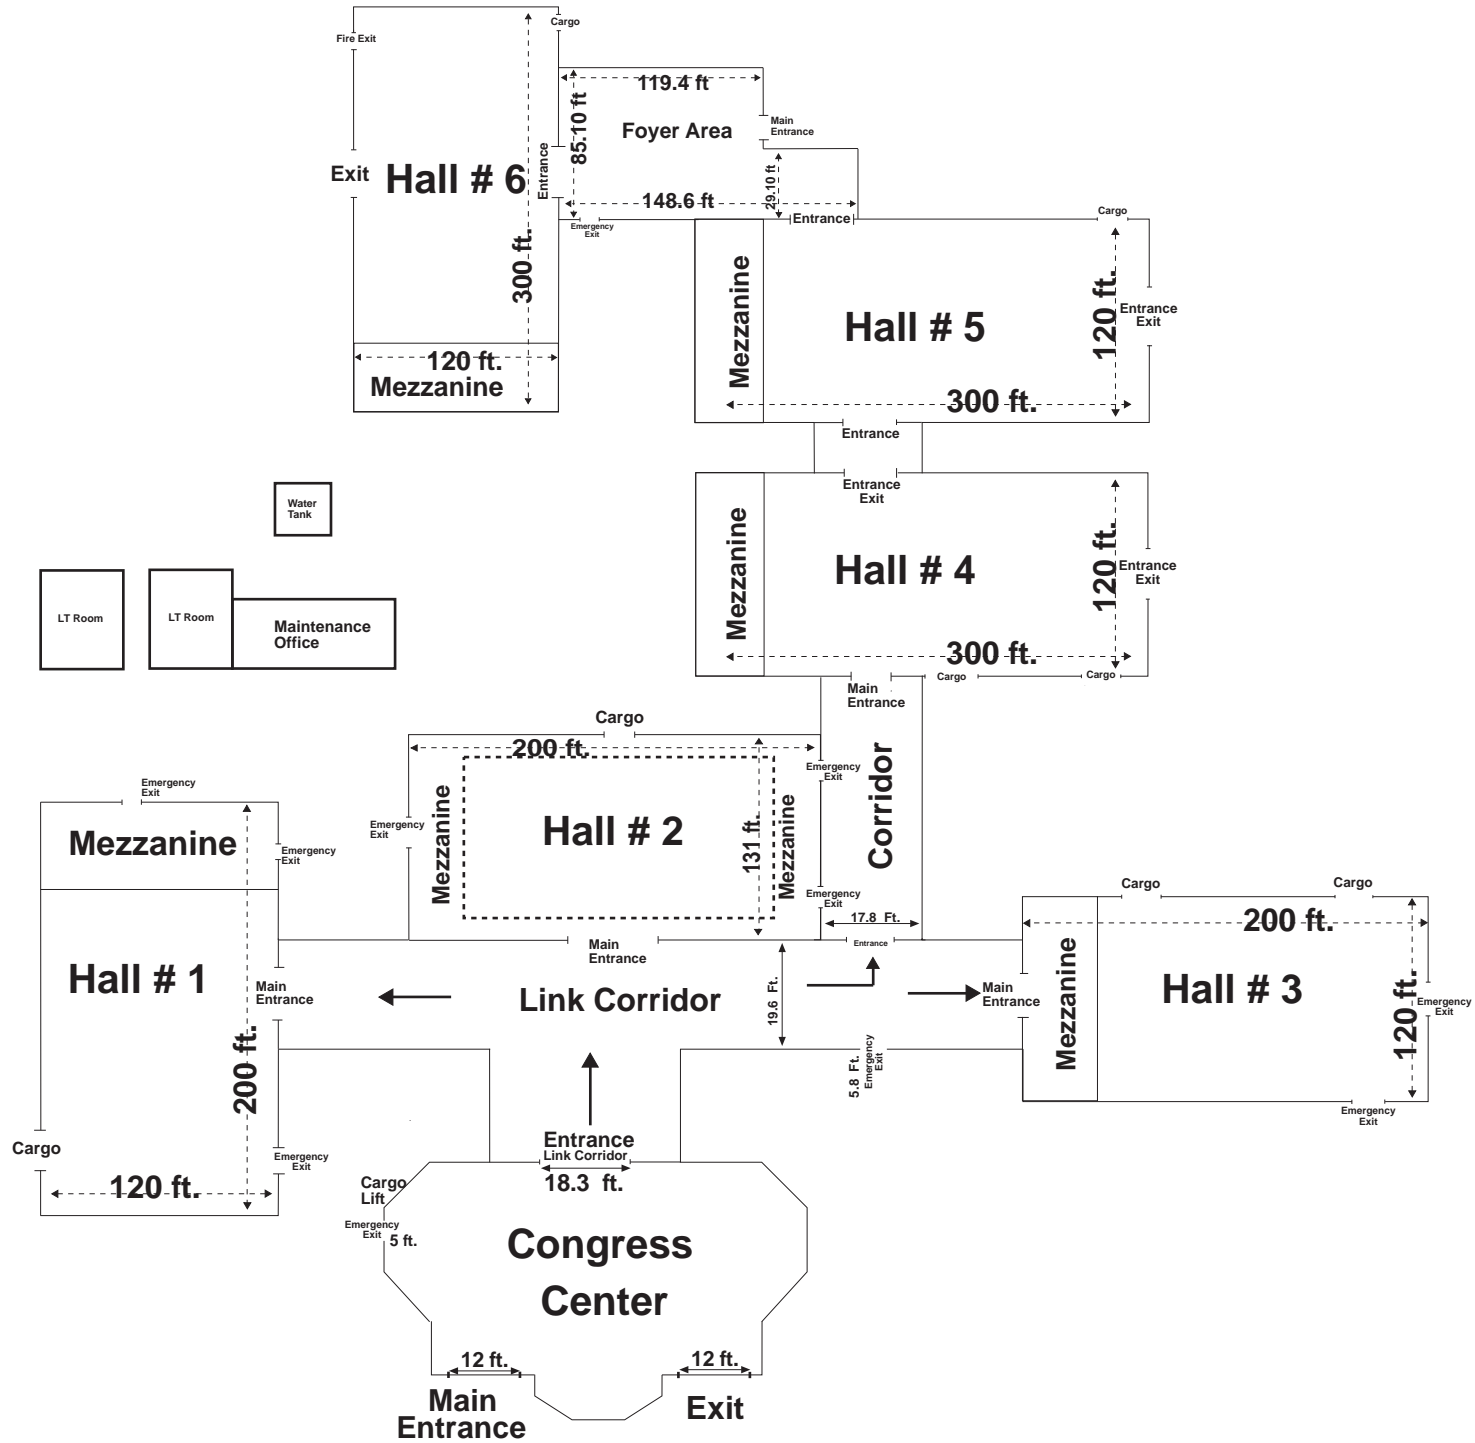 Cargo
Fire Exit
119.4 ft
85.10 ft
Foyer Area
Main
Entrance
Exit
Hall # 6
Entrance
29.10 ft
148.6 ft
Entrance
Emergency
Exit
300 ft.
120 ft.
Mezzanine
Cargo
Mezzanine
Hall # 5
120 ft.
Entrance
Exit
300 ft.
Entrance
Entrance
Exit
Mezzanine
Hall # 4
120 ft.
Entrance
Exit
300 ft.
Main
Entrance
Cargo
Cargo
Water
Tank
LT Room
LT Room
Maintenance
Office
Cargo
200 ft.
Emergency
Exit
Emergency
Exit
Mezzanine
Hall # 2
131 ft.
Mezzanine
Emergency
Exit
Corridor
17.8 Ft.
Entrance
Main
Entrance
Emergency
Exit
Mezzanine
Emergency
Exit
Hall # 1
Main
Entrance
200 ft.
Cargo
Emergency
Exit
120 ft.
Link Corridor
19.6 Ft.
5.8 Ft.
Emergency
Exit
Main
Entrance
Cargo
Cargo
200 ft.
Mezzanine
Hall # 3
120 ft.
Emergency
Exit
Emergency
Exit
Entrance
Link Corridor
18.3 ft.
Cargo
Lift
Emergency
Exit
5 ft.
Congress
Center
12 ft.
12 ft.
Main
Entrance
Exit